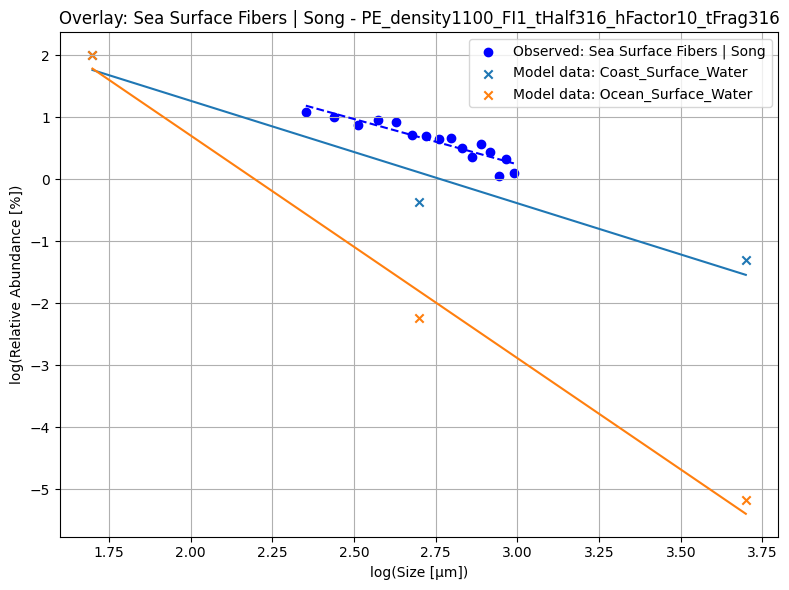 Overlay: Sea Surface Fibers | Song - PE_density1100_FI1_tHalf316_hFactor10_tFrag316
Observed: Sea Surface Fibers | Song
Model data: Coast_Surface_Water
Model data: Ocean_Surface_Water
log(Relative Abundance [%])
2
1
0
−1
−2
−3
−4
−5
1.75 2.00 2.25 2.50 2.75 3.00 3.25 3.50 3.75
log(Size [μm])